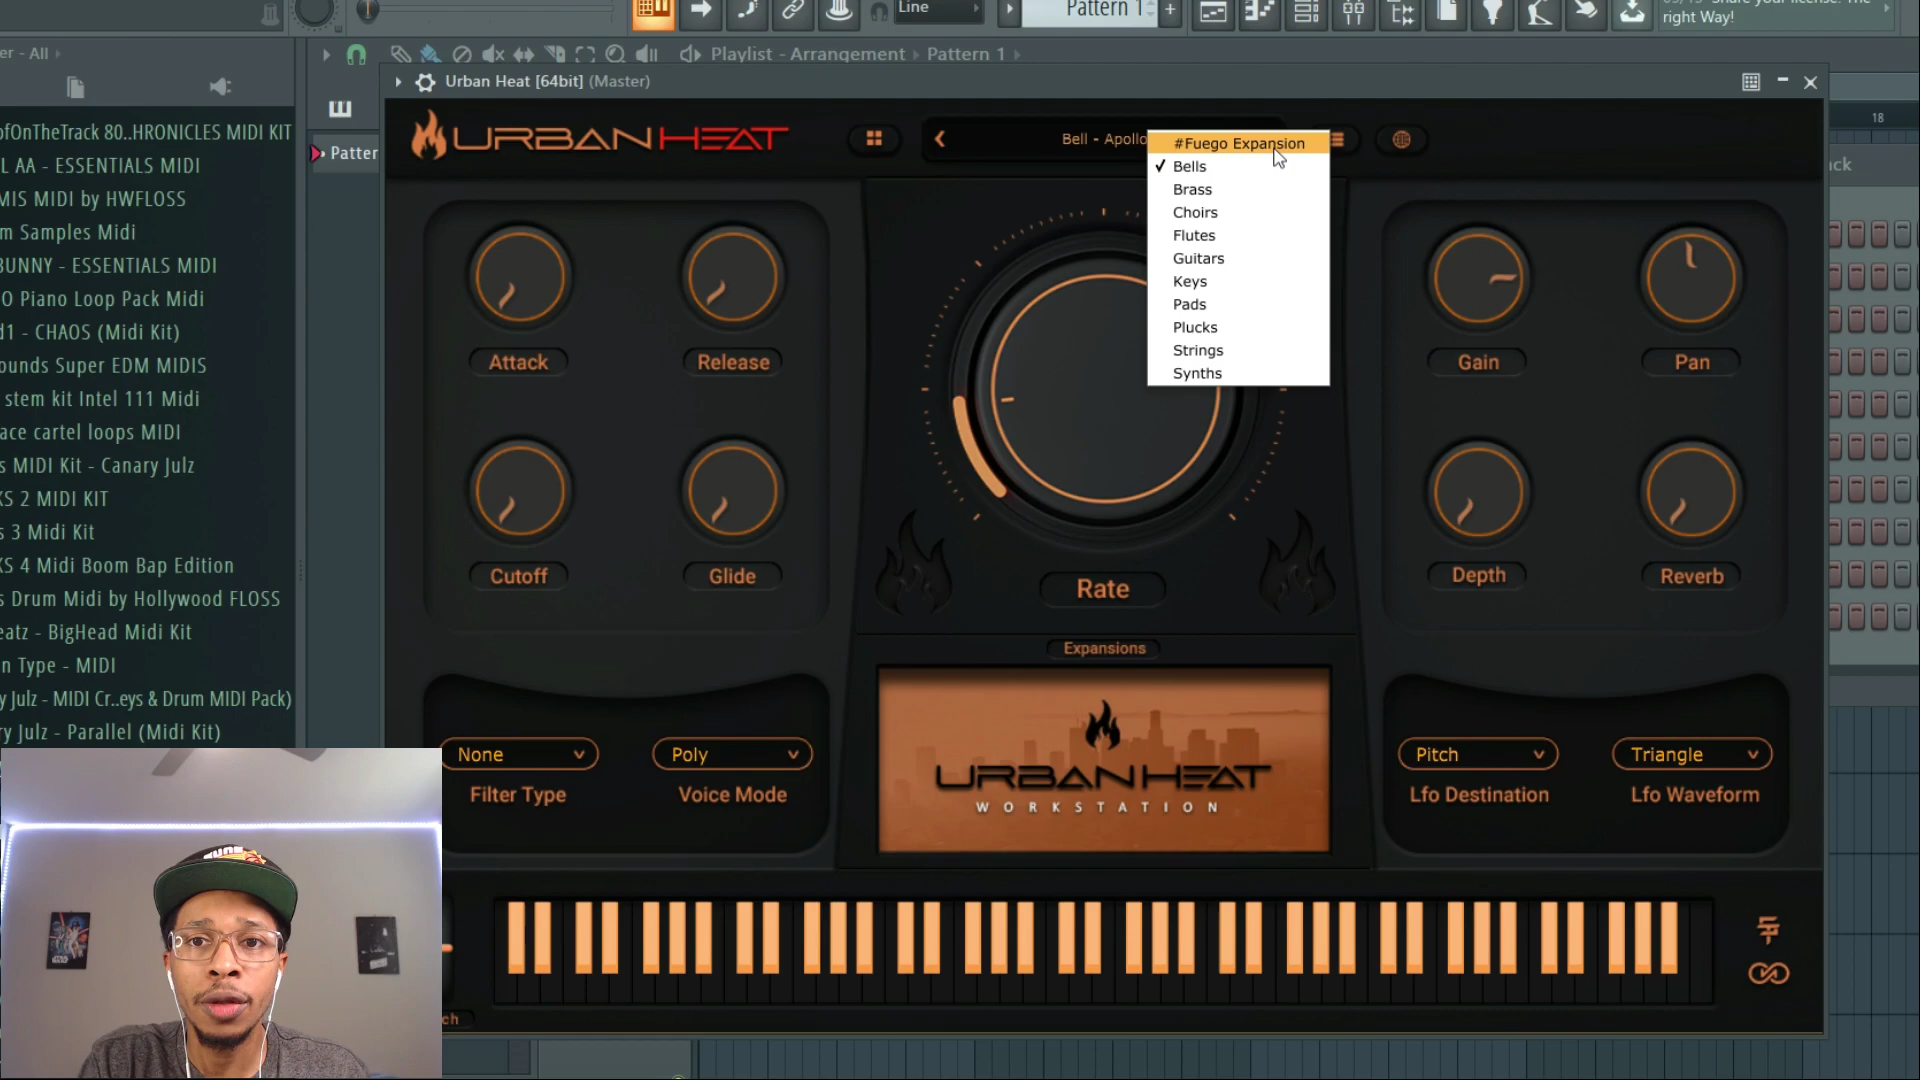 Line
Pattern 1
+
right Way!
er - All
Playlist - Arrangement
Pattern 1
Urban Heat [64bit] (Master)
18
ofOnTheTrack 80..HRONICLES MIDI KIT
L AA - ESSENTIALS MIDI
MIS MIDI by HWFLOSS
m Samples Midi
BUNNY - ESSENTIALS MIDI
O Piano Loop Pack Midi
d1 - CHAOS (Midi Kit)
ounds Super EDM MIDIS
stem kit Intel 111 Midi
ace cartel loops MIDI
s MIDI Kit - Canary Julz
KS 2 MIDI KIT
s 3 Midi Kit
KS 4 Midi Boom Bap Edition
s Drum Midi by Hollywood FLOSS
eatz - BigHead Midi Kit
n Type - MIDI
y Julz - MIDI Cr..eys & Drum MIDI Pack)
ry Julz - Parallel (Midi Kit)
Patter
ck
URBANHEAT
Bell - Apollo
#Fuego Expansion
✓ Bells
Brass
Choirs
Flutes
Guitars
Keys
Pads
Plucks
Strings
Synths
Attack
Release
Gain
Pan
Cutoff
Glide
Rate
Depth
Reverb
Expansions
URBANHEAT
WORKSTATION
None
Poly
Pitch
Triangle
Filter Type
Voice Mode
Lfo Destination
Lfo Waveform
ch